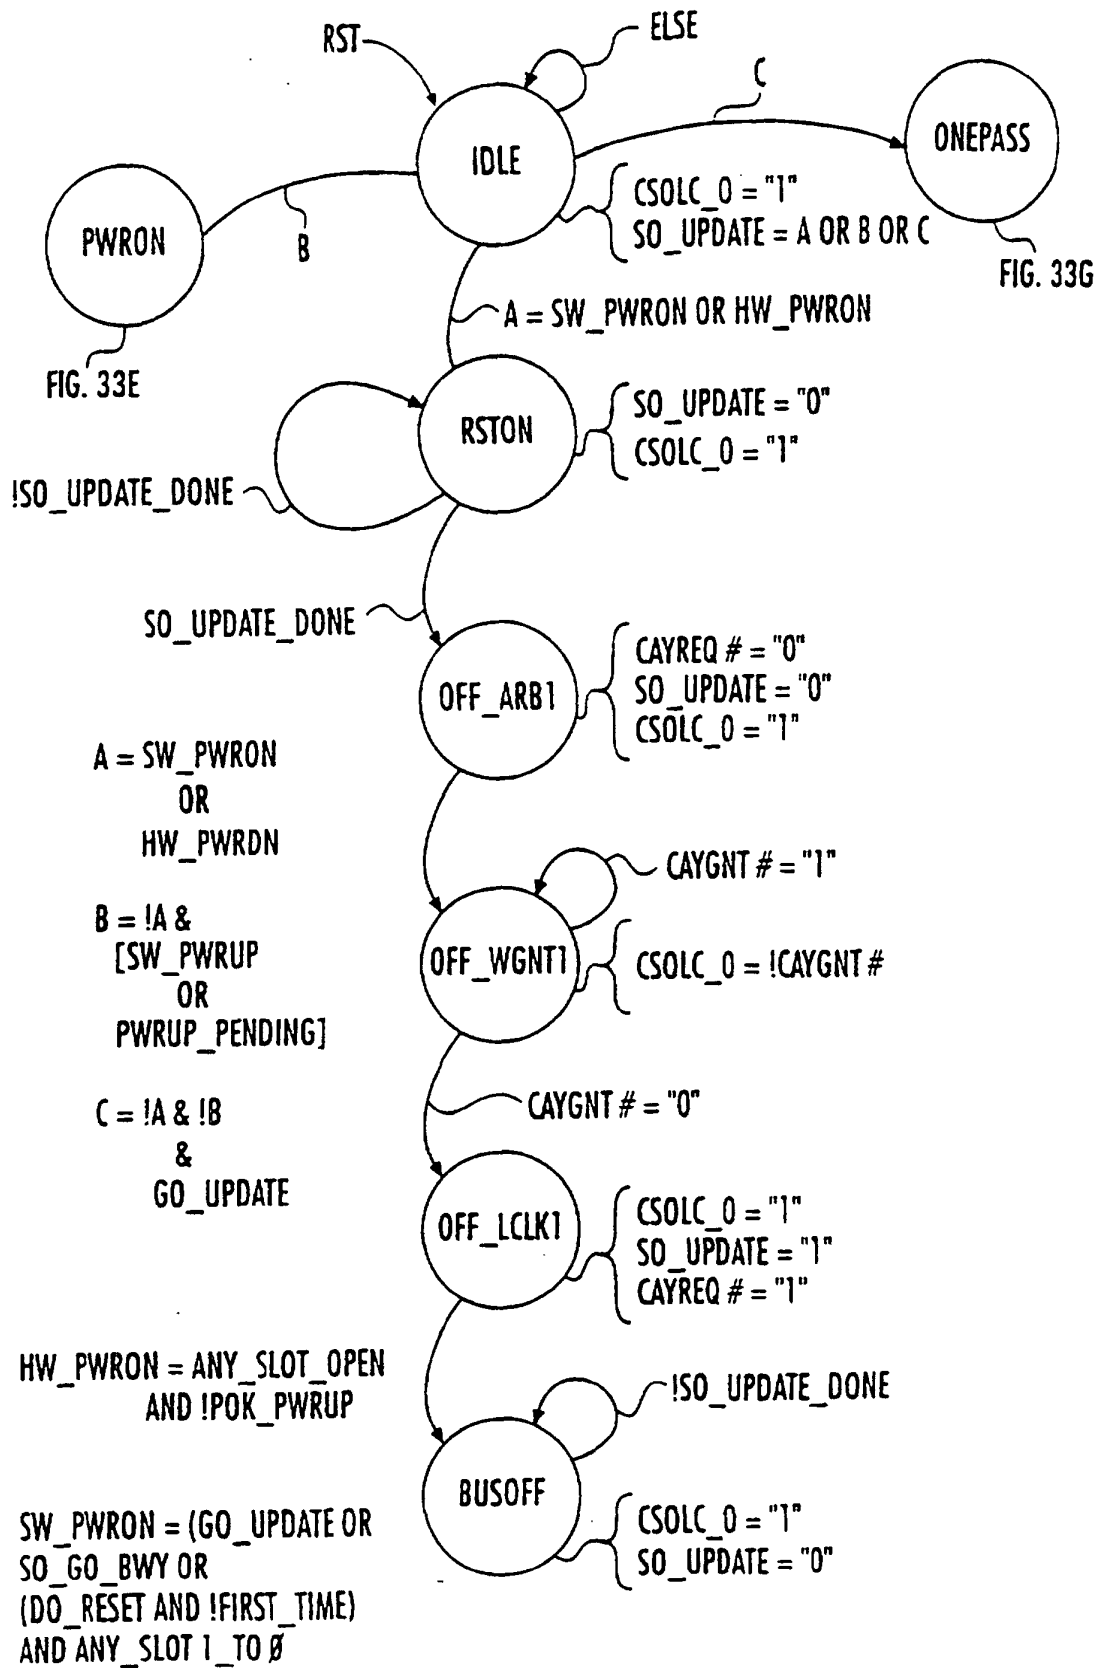 RST
ELSE
C
IDLE
ONEPASS
CSOLC_0 = "1"
SO_UPDATE = A OR B OR C
PWRON
B
FIG. 33G
A = SW_PWRON OR HW_PWRON
FIG. 33E
RSTON
SO_UPDATE = "0"
CSOLC_0 = "1"
!SO_UPDATE_DONE
SO_UPDATE_DONE
OFF_ARB1
CAYREQ # = "0"
SO_UPDATE = "0"
CSOLC_0 = "1"
A = SW_PWRON
OR
HW_PWRDN
CAYGNT # = "1"
B = !A &
[SW_PWRUP
OR
PWRUP_PENDING]
OFF_WGNT1
CSOLC_0 = !CAYGNT #
C = !A & !B
&
GO_UPDATE
CAYGNT # = "0"
OFF_LCLK1
CSOLC_0 = "1"
SO_UPDATE = "1"
CAYREQ # = "1"
HW_PWRON = ANY_SLOT_OPEN
AND !POK_PWRUP
!SO_UPDATE_DONE
BUSOFF
CSOLC_0 = "1"
SO_UPDATE = "0"
SW_PWRON = (GO_UPDATE OR
SO_GO_BWY OR
(DO_RESET AND !FIRST_TIME)
AND ANY_SLOT 1_TO 0̸